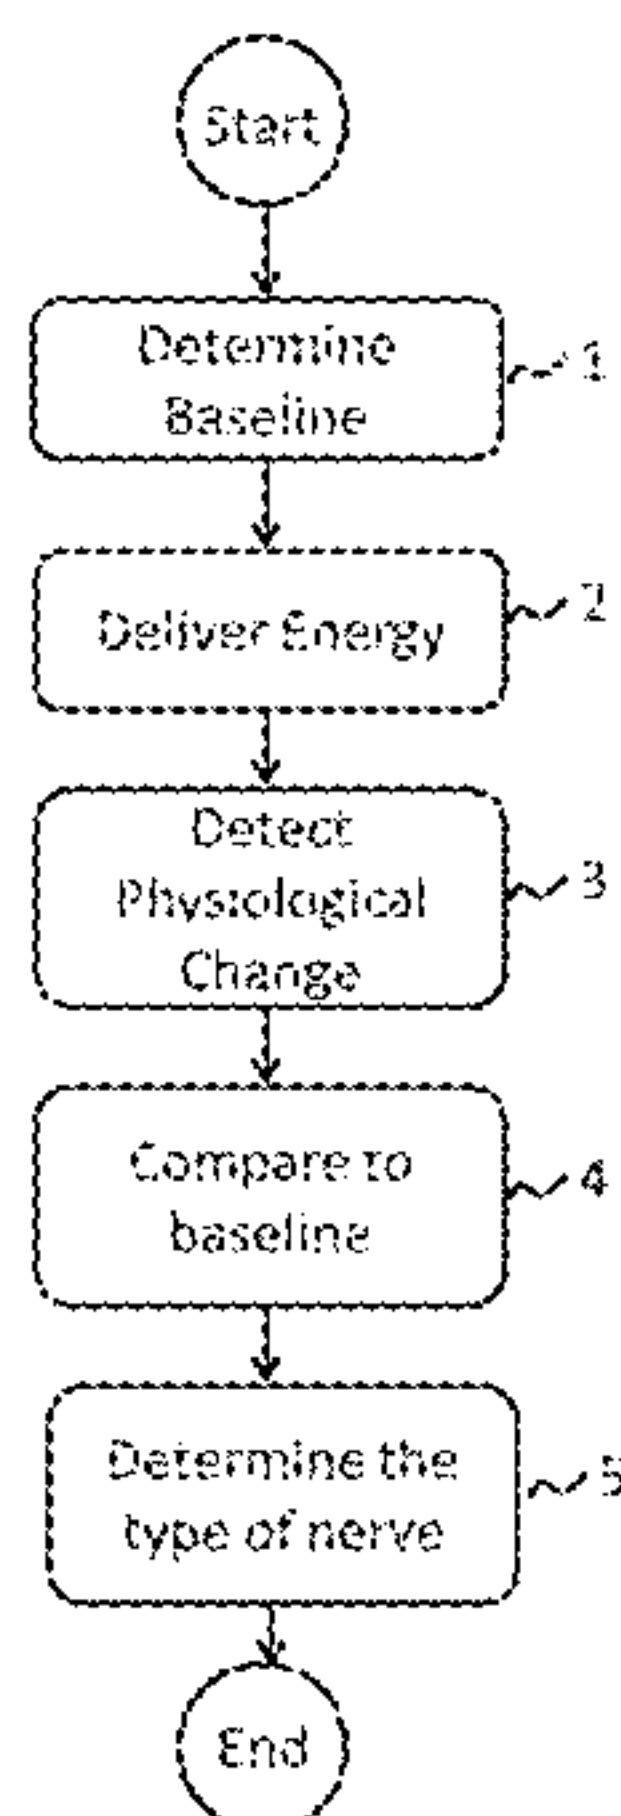 Start
Determine
Baseline
1
Deliver Energy
2
Detect
Physiological
Change
3
Compare to
baseline
4
Determine the
type of nerve
5
End